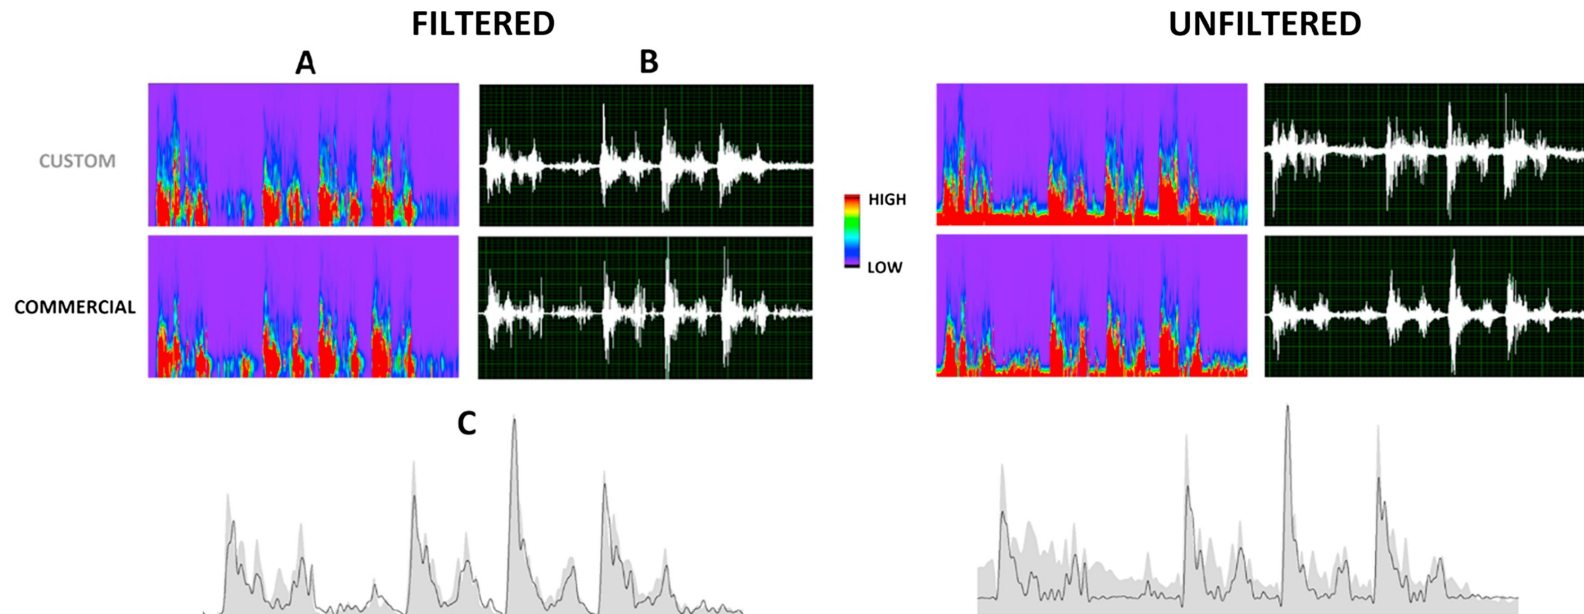 FILTERED
UNFILTERED
A
B
CUSTOM
HIGH
LOW
COMMERCIAL
C